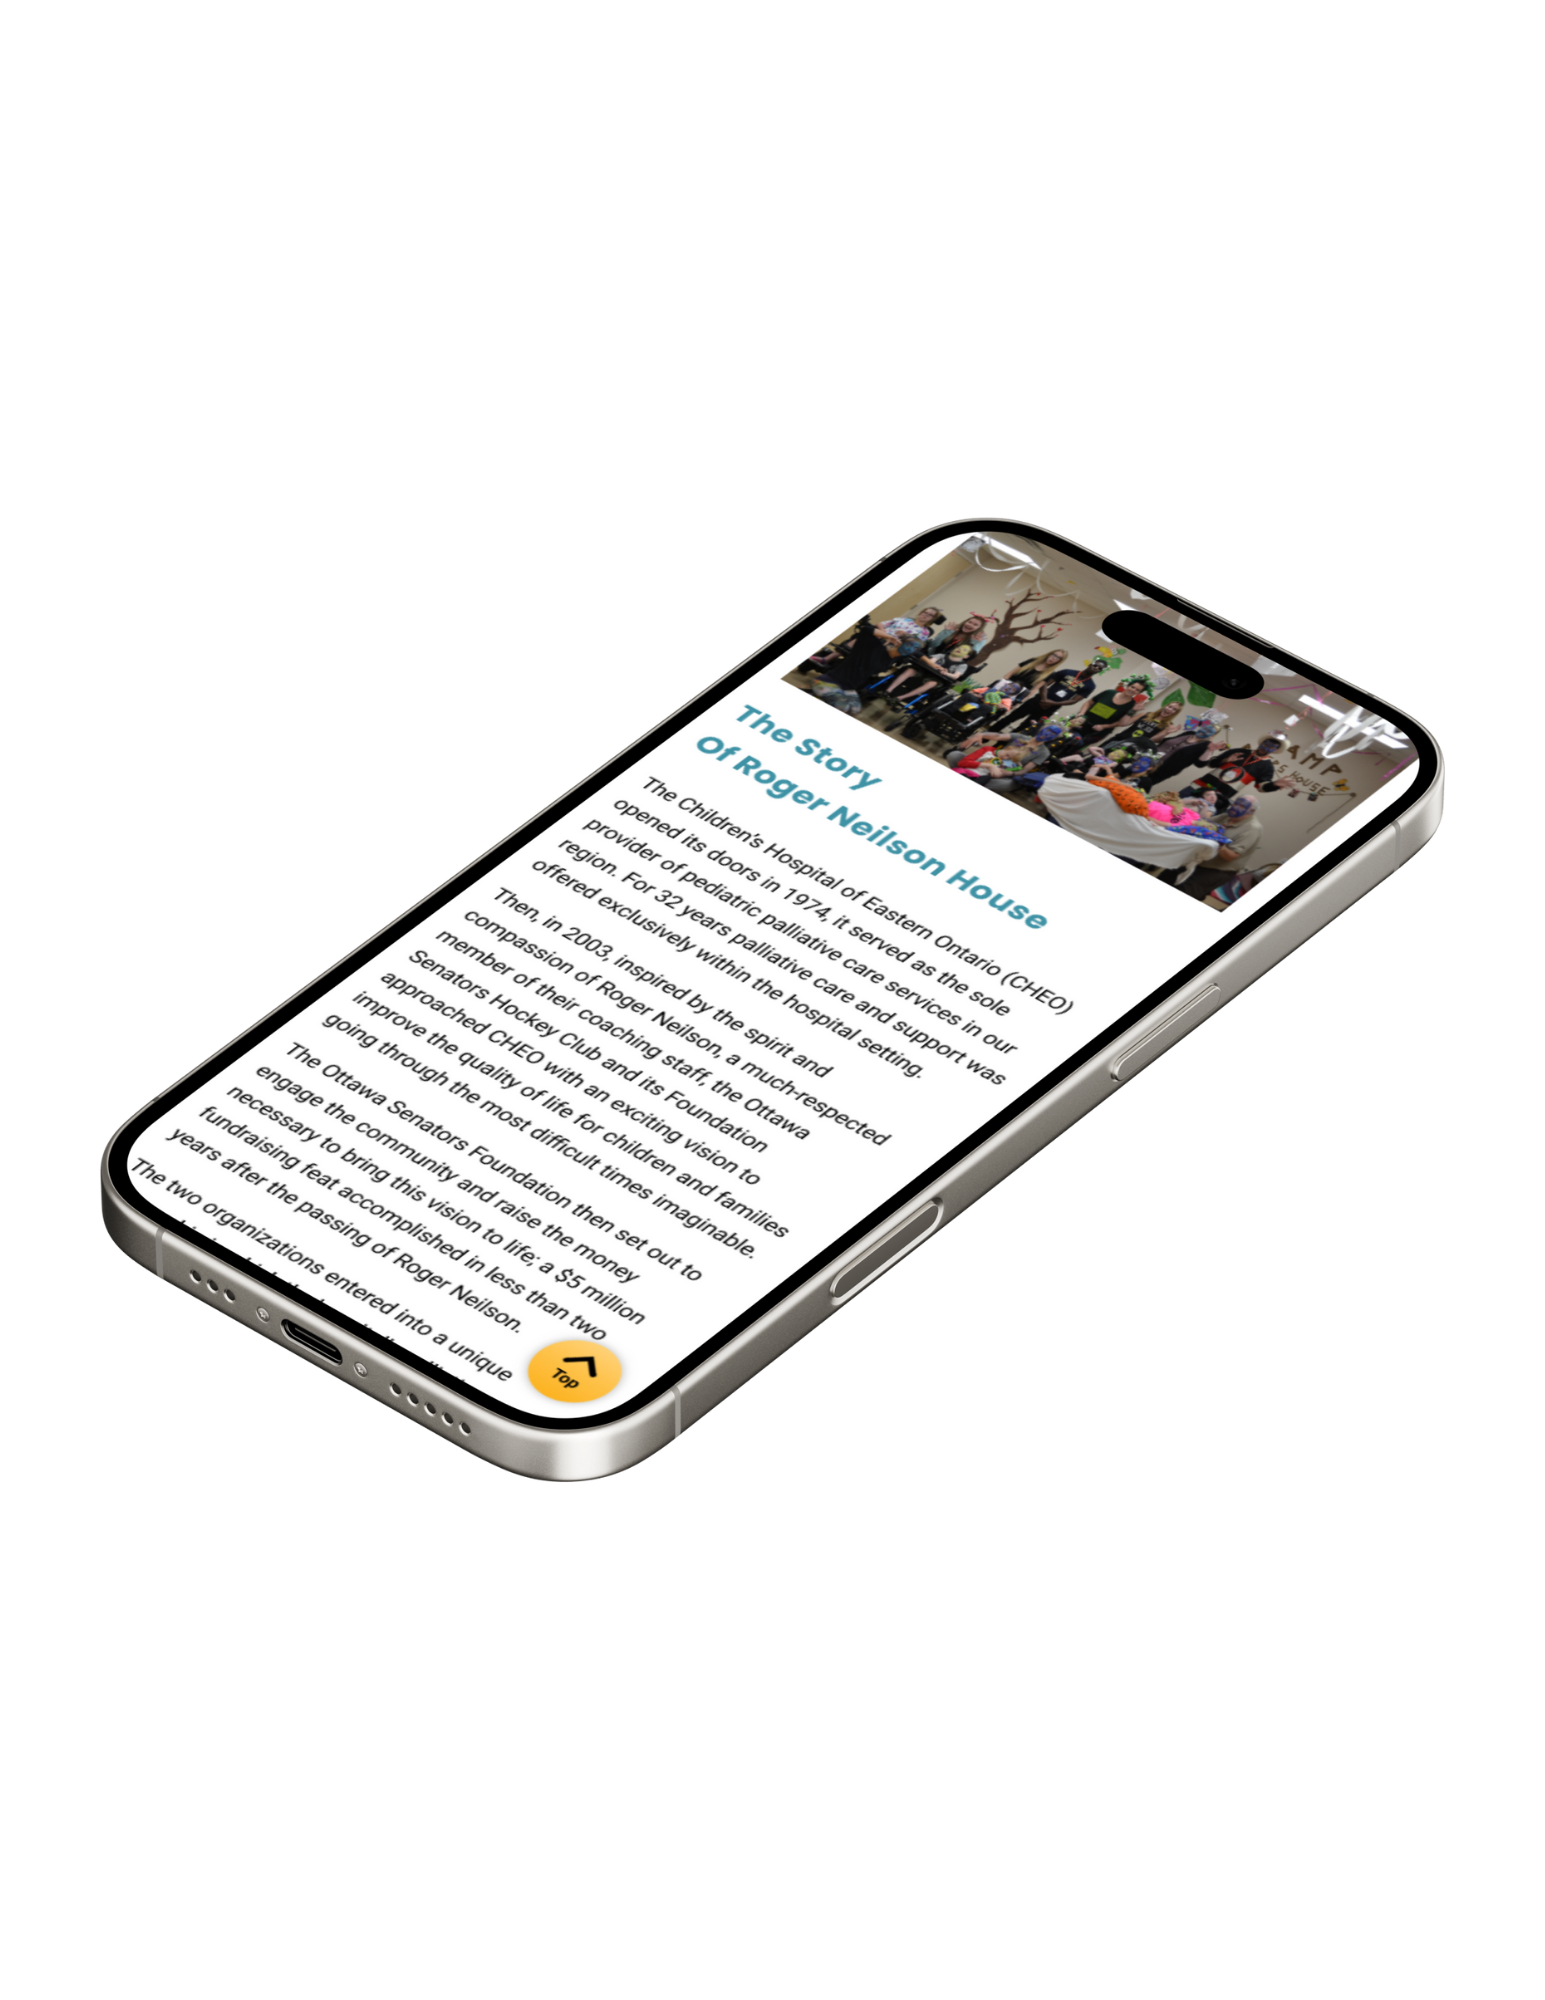 AMP
S HOUSE
The Story
Of Roger Neilson House
The Children's Hospital of Eastern Ontario (CHEO)
opened its doors in 1974, it served as the sole
provider of pediatric palliative care services in our
region. For 32 years palliative care and support was
offered exclusively within the hospital setting.
Then, in 2003, inspired by the spirit and
compassion of Roger Neilson, a much-respected
member of their coaching staff, the Ottawa
Senators Hockey Club and its Foundation
approached CHEO with an exciting vision to
improve the quality of life for children and families
going through the most difficult times imaginable.
The Ottawa Senators Foundation then set out to
engage the community and raise the money
necessary to bring this vision to life; a $5 million
fundraising feat accomplished in less than two
years after the passing of Roger Neilson.
The two organizations entered into a unique
Top